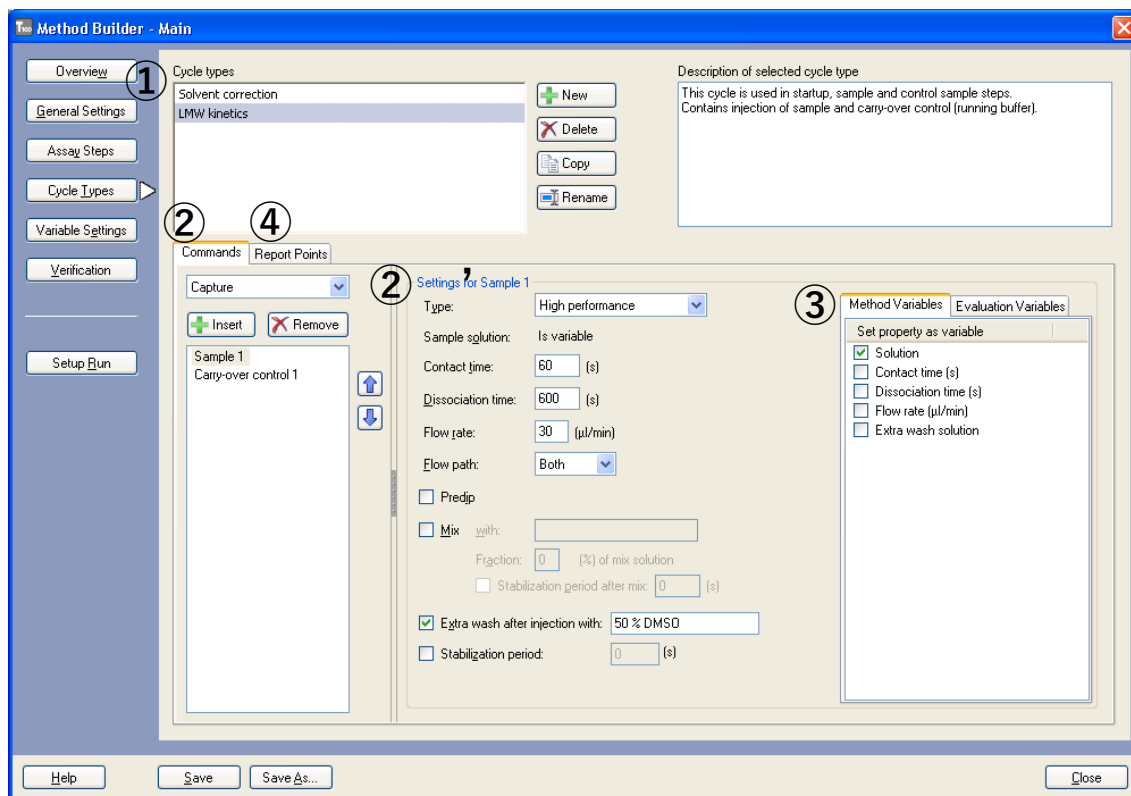 T100 Method Builder - Main
Overview
General Settings
Assay Steps
Cycle Types
Variable Settings
Verification
Setup Run
①
Cycle types
Solvent correction
LMW kinetics
New
Delete
Copy
Rename
Description of selected cycle type
This cycle is used in startup, sample and control sample steps.
Contains injection of sample and carry-over control (running buffer).
② ④
Commands Report Points
Capture
Insert Remove
Sample 1
Carry-over control 1
②’
Settings for Sample 1
Type: High performance
Sample solution: Is variable
Contact time: 60 (s)
Dissociation time: 600 (s)
Flow rate: 30 (µl/min)
Flow path: Both
Predip
Mix with:
Fraction: 0 (%) of mix solution
Stabilization period after mix: 0 (s)
Extra wash after injection with: 50 % DMSO
Stabilization period: 0 (s)
③
Method Variables Evaluation Variables
Set property as variable
Solution
Contact time (s)
Dissociation time (s)
Flow rate (µl/min)
Extra wash solution
Help Save Save As... Close